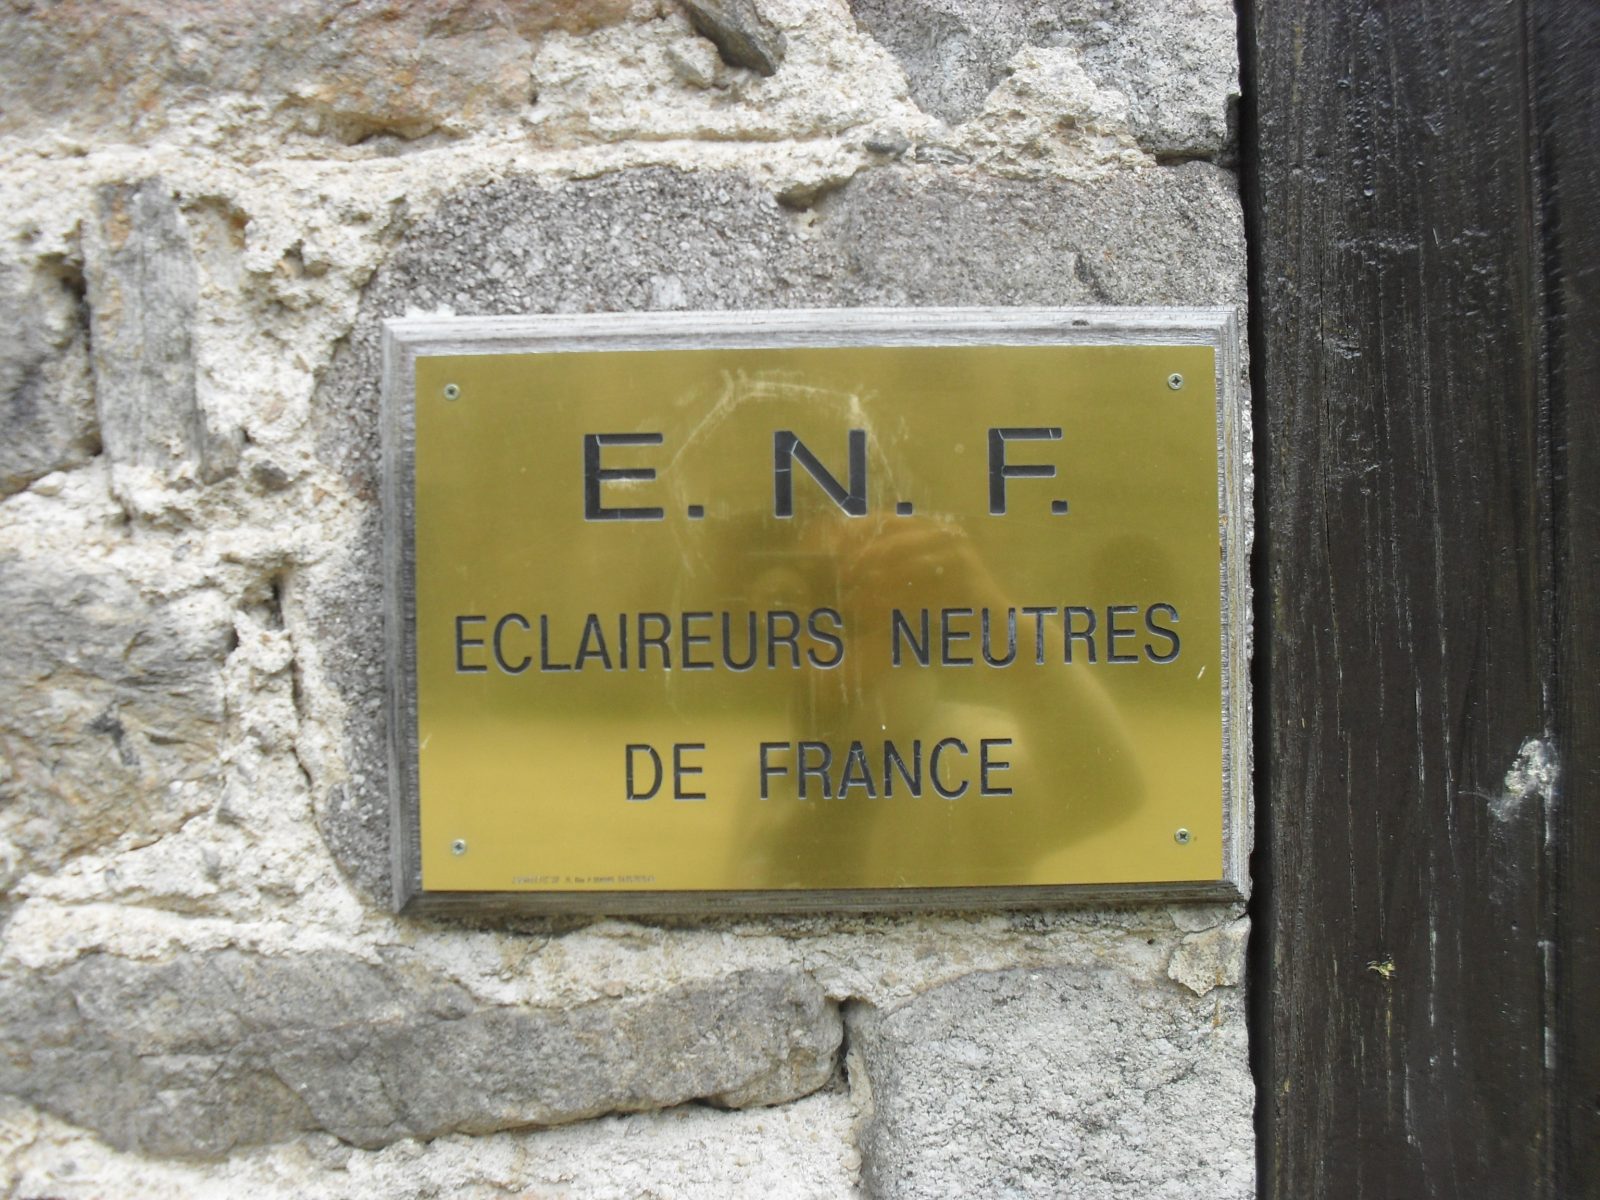 E. N. F.
ECLAIREURS NEUTRES
DE FRANCE